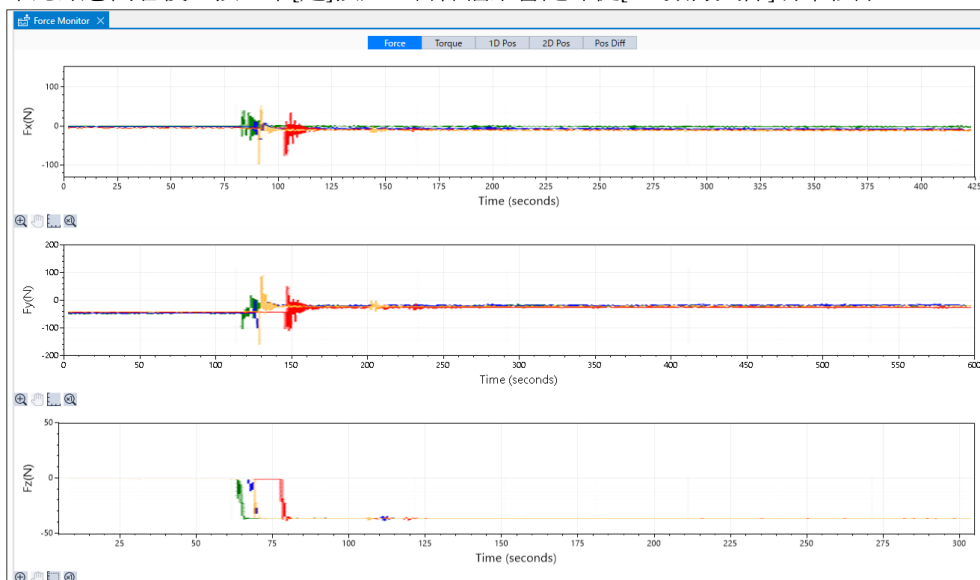 Force Monitor
Force Torque 1D Pos 2D Pos Pos Diff
Fx(N)
100
0
-100
0 25 50 75 100 125 150 175 200 225 250 275 300 325 350 375 400 425
Time (seconds)
Fy(N)
200
100
0
-100
-200
0 50 100 150 200 250 300 350 400 450 500 550 600
Time (seconds)
Fz(N)
50
0
-50
25 50 75 100 125 150 175 200 225 250 275 300
Time (seconds)